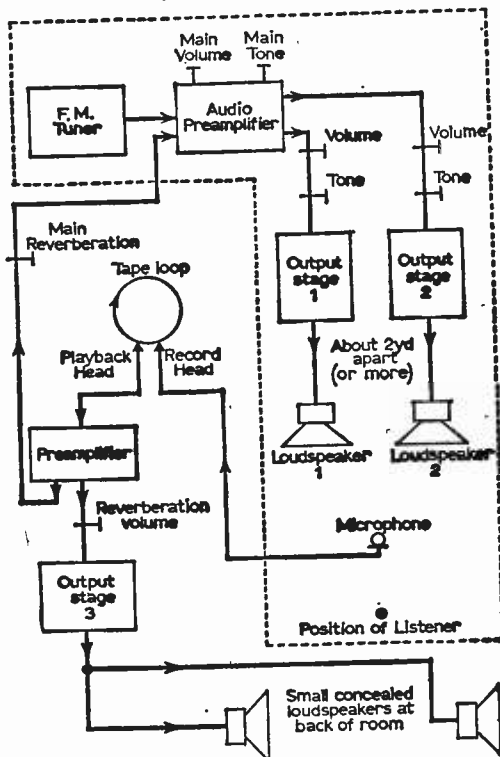 Main
Volume
Main
Tone
F.M.
Tuner
Audio
Preamplifier
Volume
Tone
Volume
Tone
Main
Reverberation
Tape loop
Output
stage
1
Output
stage
2
Playback
Head
Record
Head
About 2yd
apart
(or more)
Loudspeaker
1
Loudspeaker
2
Preamplifier
Reverberation
volume
Microphone
Output
stage
3
Position of Listener
Small concealed
loudspeakers at
back of room